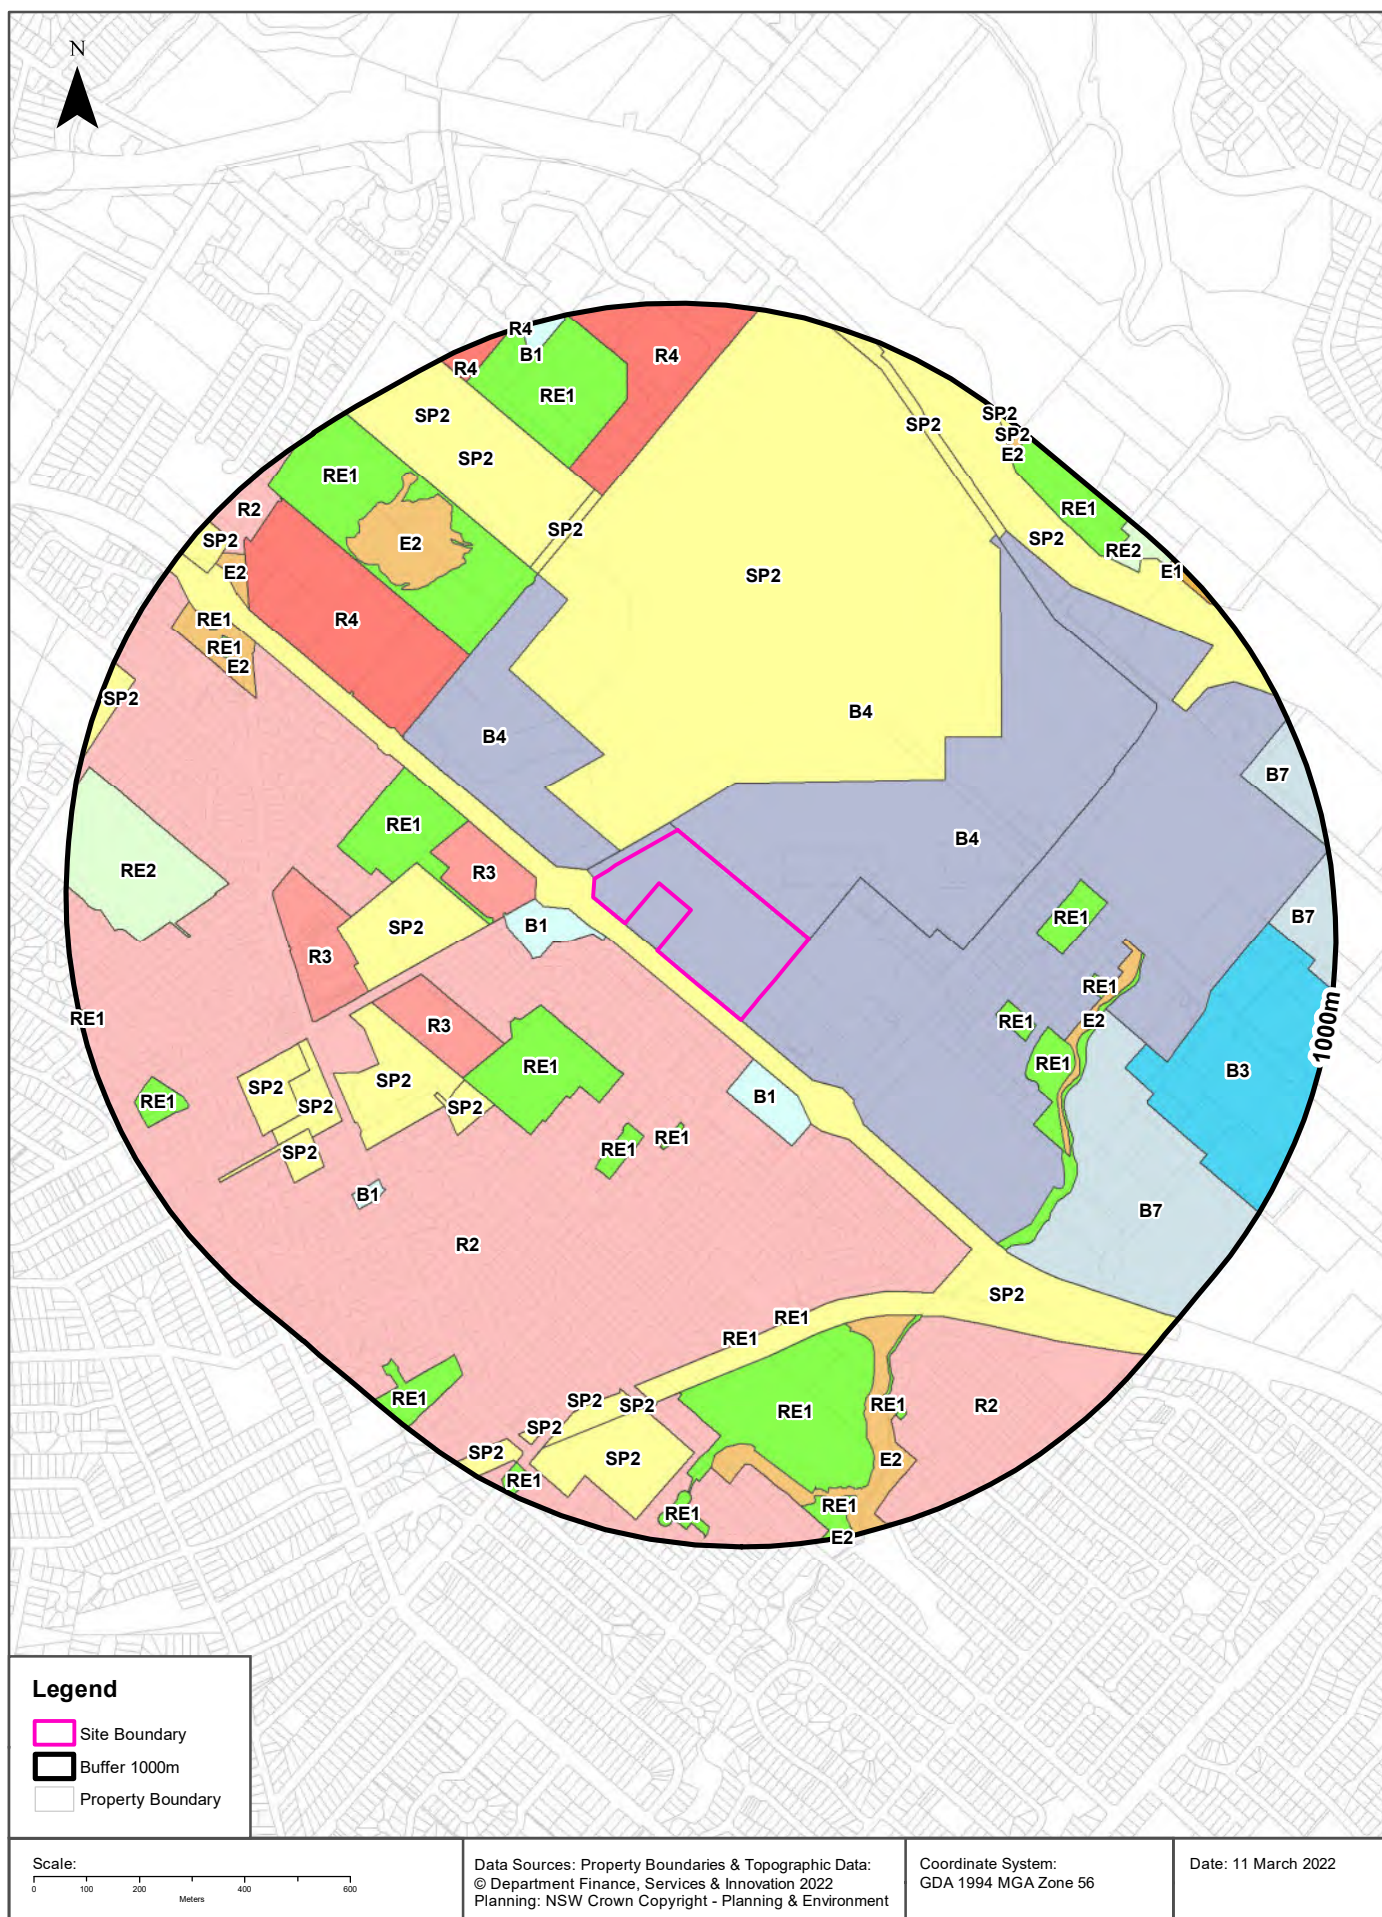 N
R4
B1
R4
R4
RE1
SP2
SP2
SP2
SP2
SP2
E2
SP2
RE1
R2
RE1
SP2
SP2
SP2
E2
RE2
E1
E2
SP2
RE1
R4
RE1
E2
SP2
B4
B4
B7
RE1
B4
RE2
R3
SP2
B1
RE1
B7
R3
RE1
RE1
R3
RE1
E2
1000m
RE1
RE1
B3
SP2
SP2
RE1
SP2
SP2
B1
RE1
RE1
SP2
B1
B7
R2
SP2
RE1
RE1
RE1
SP2
SP2
RE1
RE1
R2
SP2
SP2
SP2
E2
RE1
RE1
RE1
E2
Legend
Site Boundary
Buffer 1000m
Property Boundary
Scale:
0 100 200 400 600
Meters
Data Sources: Property Boundaries & Topographic Data:
© Department Finance, Services & Innovation 2022
Planning: NSW Crown Copyright - Planning & Environment
Coordinate System:
GDA 1994 MGA Zone 56
Date: 11 March 2022